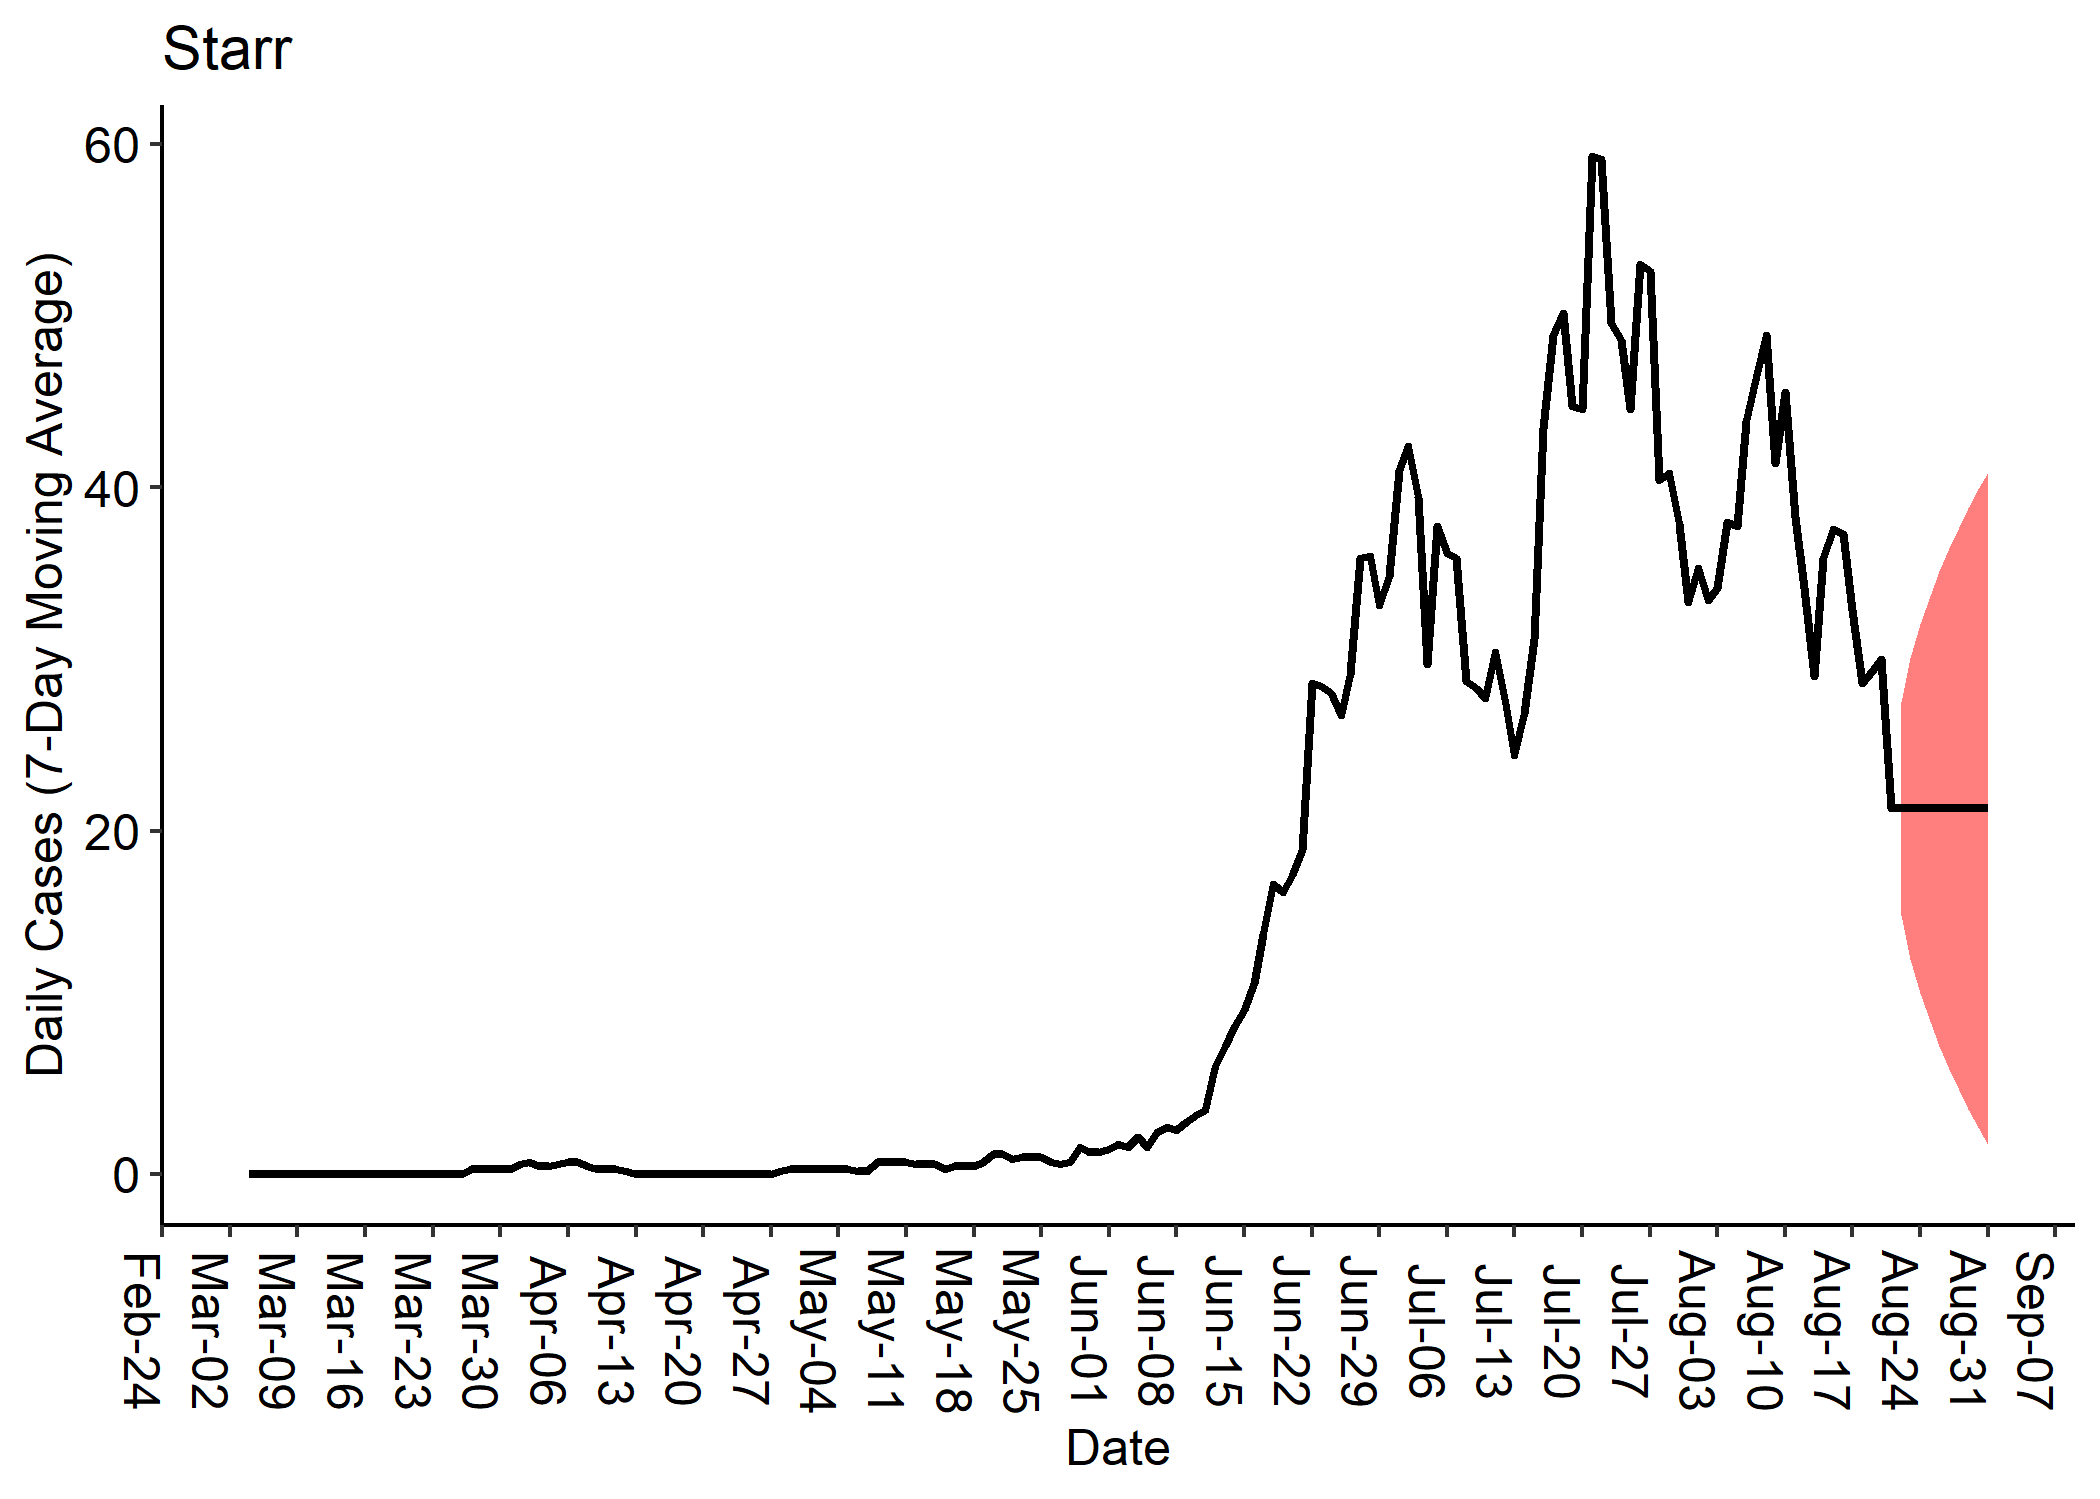 Starr
Daily Cases (7-Day Moving Average)
60
40
20
0
Feb-24
Mar-02
Mar-09
Mar-16
Mar-23
Mar-30
Apr-06
Apr-13
Apr-20
Apr-27
May-04
May-11
May-18
May-25
Jun-01
Jun-08
Jun-15
Jun-22
Jun-29
Jul-06
Jul-13
Jul-20
Jul-27
Aug-03
Aug-10
Aug-17
Aug-24
Aug-31
Sep-07
Date